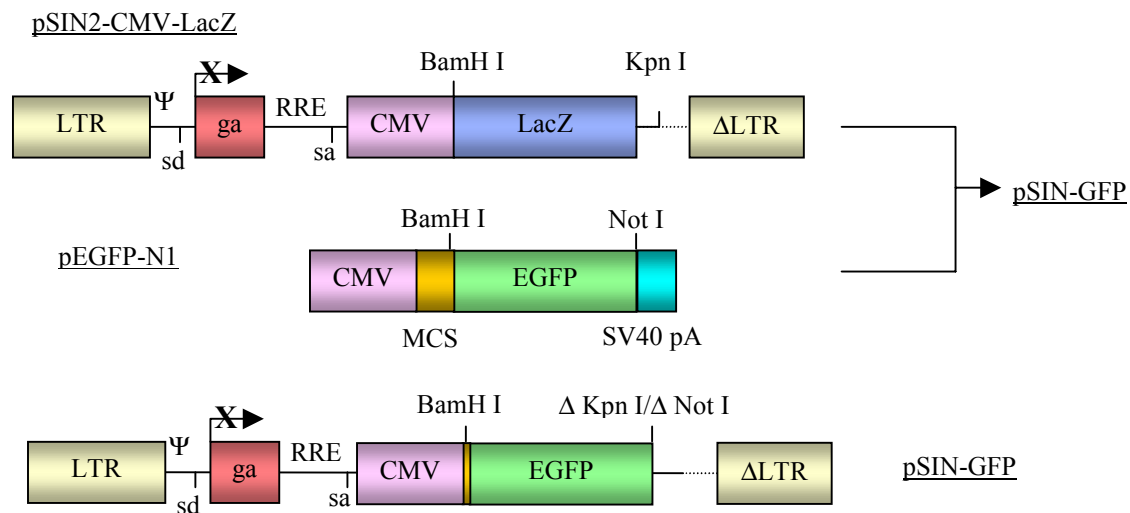 pSIN2-CMV-LacZ
BamH I
Kpn I
X
Ψ
RRE
LTR
ga
CMV
LacZ
ΔLTR
sd
sa
pSIN-GFP
BamH I
Not I
pEGFP-N1
CMV
EGFP
MCS
SV40 pA
BamH I
Δ Kpn I/Δ Not I
X
Ψ
RRE
LTR
ga
CMV
EGFP
ΔLTR
pSIN-GFP
sd
sa